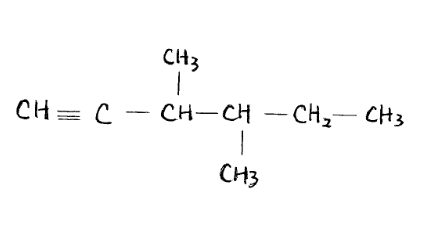 CH₃
CH ≡ C — CH — CH — CH₂ — CH₃
CH₃